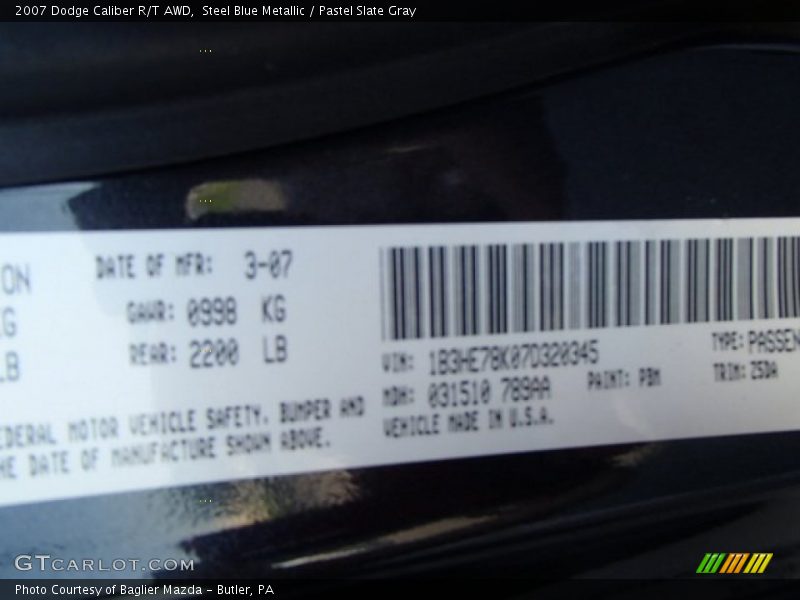 2007 Dodge Caliber R/T AWD,  Steel Blue Metallic / Pastel Slate Gray
ON DATE OF MFR: 3-07
KG GAWR: 0998 KG
LB REAR: 2200 LB
VIN: 1B3HE78K07D320345 TYPE: PASSEN
MDH: 031510 789AA PAINT: PBM TRIM: ZSDA
VEHICLE MADE IN U.S.A.
EDERAL MOTOR VEHICLE SAFETY, BUMPER AND
HE DATE OF MANUFACTURE SHOWN ABOVE.
GTCARLOT.COM
Photo Courtesy of Baglier Mazda - Butler, PA